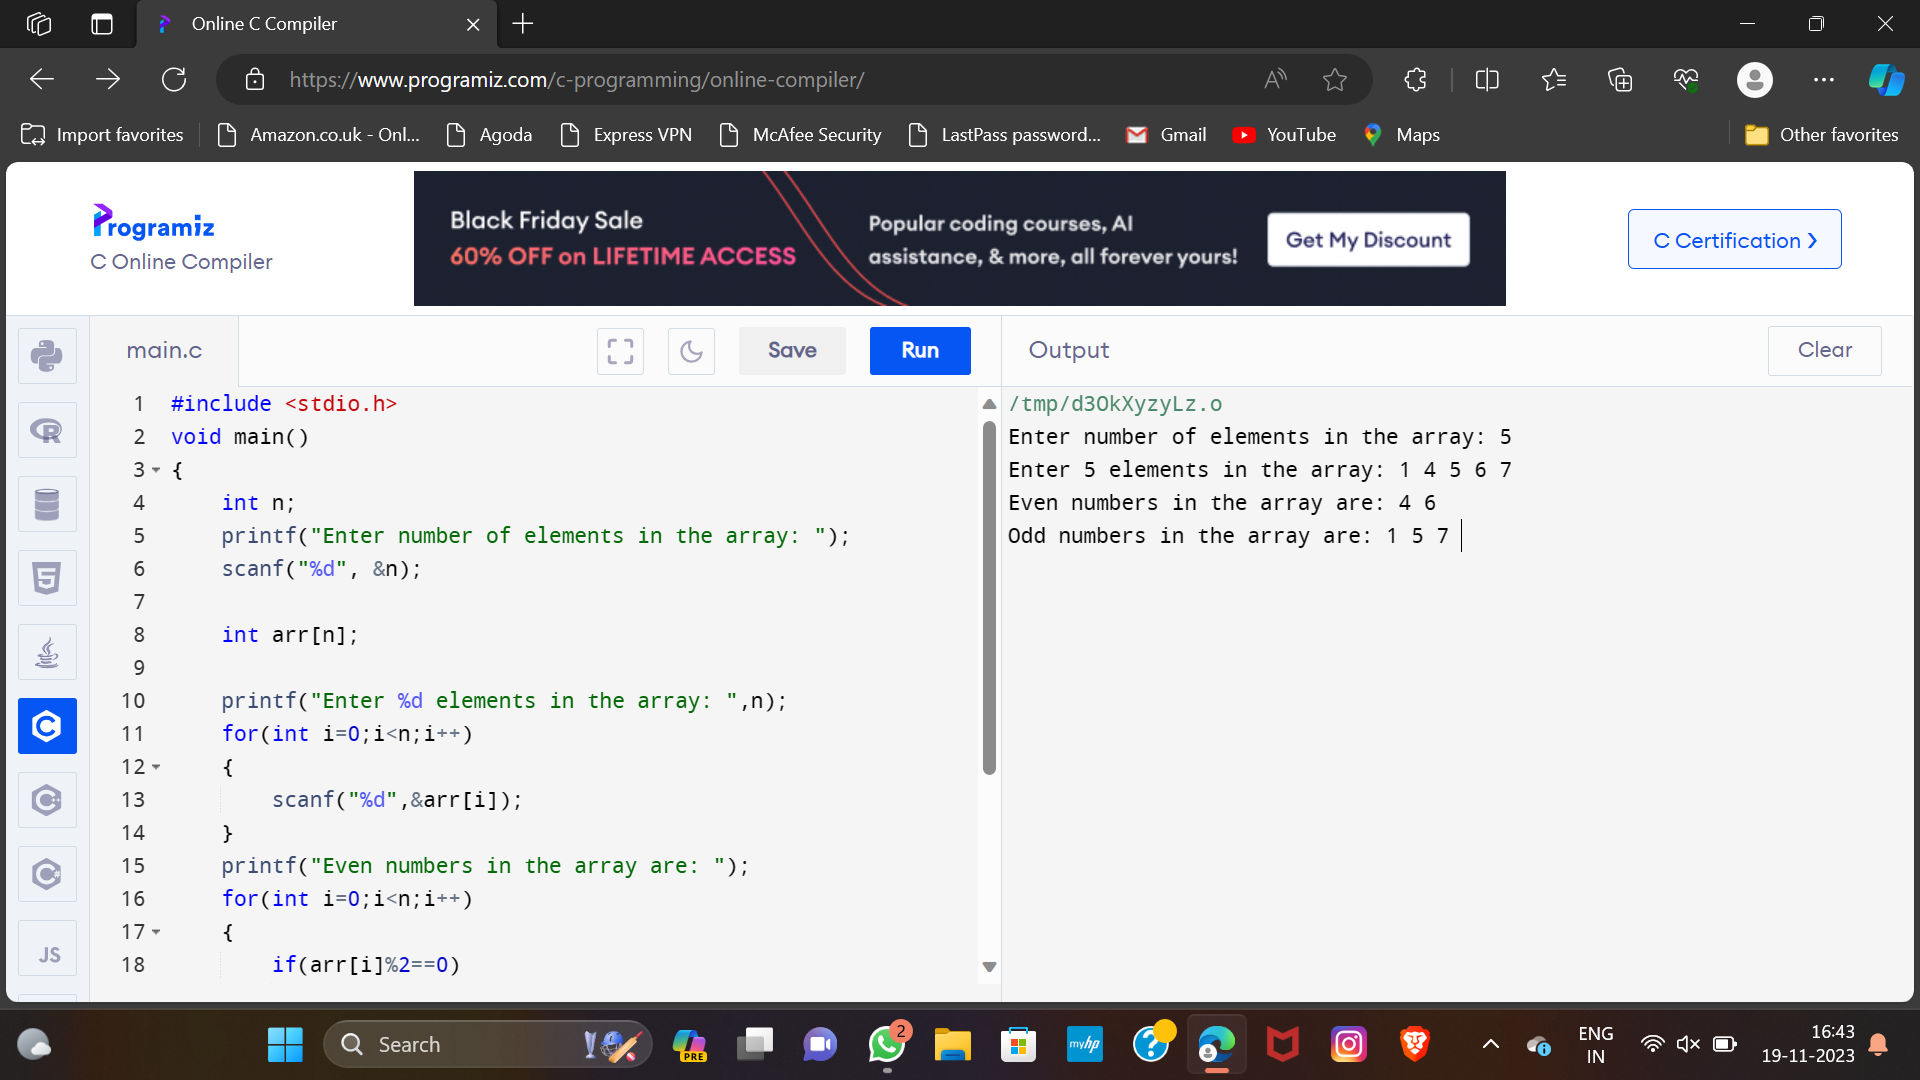 Online C Compiler
https://www.programiz.com/c-programming/online-compiler/
Import favorites
Amazon.co.uk - Onl...
Agoda
Express VPN
McAfee Security
LastPass password...
Gmail
YouTube
Maps
Other favorites
Programiz
C Online Compiler
Black Friday Sale
60% OFF on LIFETIME ACCESS
Popular coding courses, AI
assistance, & more, all forever yours!
Get My Discount
C Certification
main.c
Save
Run
Output
Clear
1 #include <stdio.h>
2 void main()
3 {
4     int n;
5     printf("Enter number of elements in the array: ");
6     scanf("%d", &n);
7
8     int arr[n];
9
10     printf("Enter %d elements in the array: ",n);
11     for(int i=0;i<n;i++)
12     {
13         scanf("%d",&arr[i]);
14     }
15     printf("Even numbers in the array are: ");
16     for(int i=0;i<n;i++)
17     {
18         if(arr[i]%2==0)
/tmp/d3OkXyzyLz.o
Enter number of elements in the array: 5
Enter 5 elements in the array: 1 4 5 6 7
Even numbers in the array are: 4 6
Odd numbers in the array are: 1 5 7
JS
Search
PRE
2
myhp
ENG
IN
16:43
19-11-2023